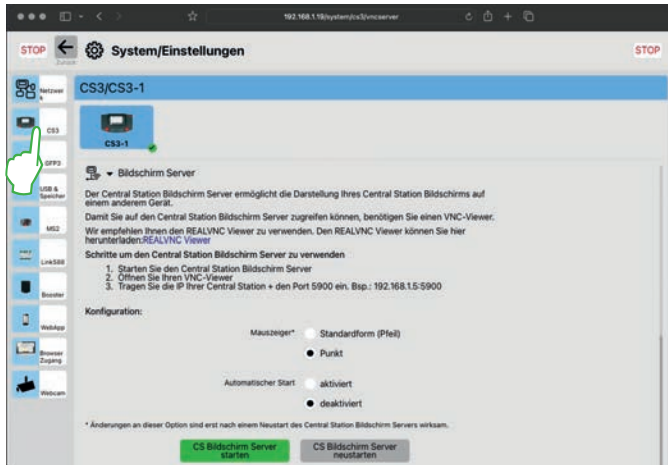 192.168.1.19/system/cs3/vncserver
STOP
Zurück
System/Einstellungen
STOP
Netzwerk
CS3/CS3-1
CS3
CS3-1
GFP3
USB &
Speicher
MS2
LinkS88
Booster
WebApp
Browser
Zugang
Webcam
Bildschirm Server
Der Central Station Bildschirm Server ermöglicht die Darstellung Ihres Central Station Bildschirms auf
einem anderem Gerät.
Damit Sie auf den Central Station Bildschirm Server zugreifen können, benötigen Sie einen VNC-Viewer.
Wir empfehlen Ihnen den REALVNC Viewer zu verwenden. Den REALVNC Viewer können Sie hier
herunterladen:REALVNC Viewer
Schritte um den Central Station Bildschirm Server zu verwenden
1. Starten Sie den Central Station Bildschirm Server
2. Öffnen Sie Ihren VNC-Viewer
3. Tragen Sie die IP Ihrer Central Station + den Port 5900 ein. Bsp.: 192.168.1.5:5900
Konfiguration:
Mauszeiger* Standardform (Pfeil)
Punkt
Automatischer Start aktiviert
deaktiviert
* Änderungen an dieser Option sind erst nach einem Neustart des Central Station Bildschirm Servers wirksam.
CS Bildschirm Server
starten
CS Bildschirm Server
neustarten